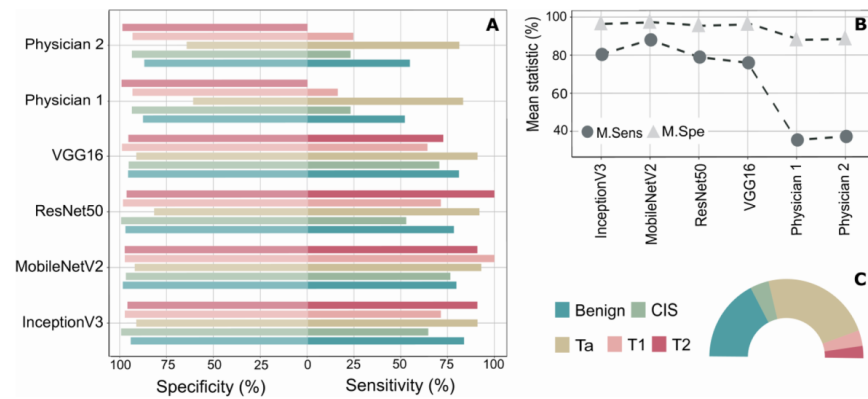 A
Physician 2
Physician 1
VGG16
ResNet50
MobileNetV2
InceptionV3
100 75 50 25 0 25 50 75 100
Specificity (%) Sensitivity (%)
B
Mean statistic (%)
100
80
60
40
M.Sens M.Spe
InceptionV3
MobileNetV2
ResNet50
VGG16
Physician 1
Physician 2
C
Benign CIS
Ta T1 T2